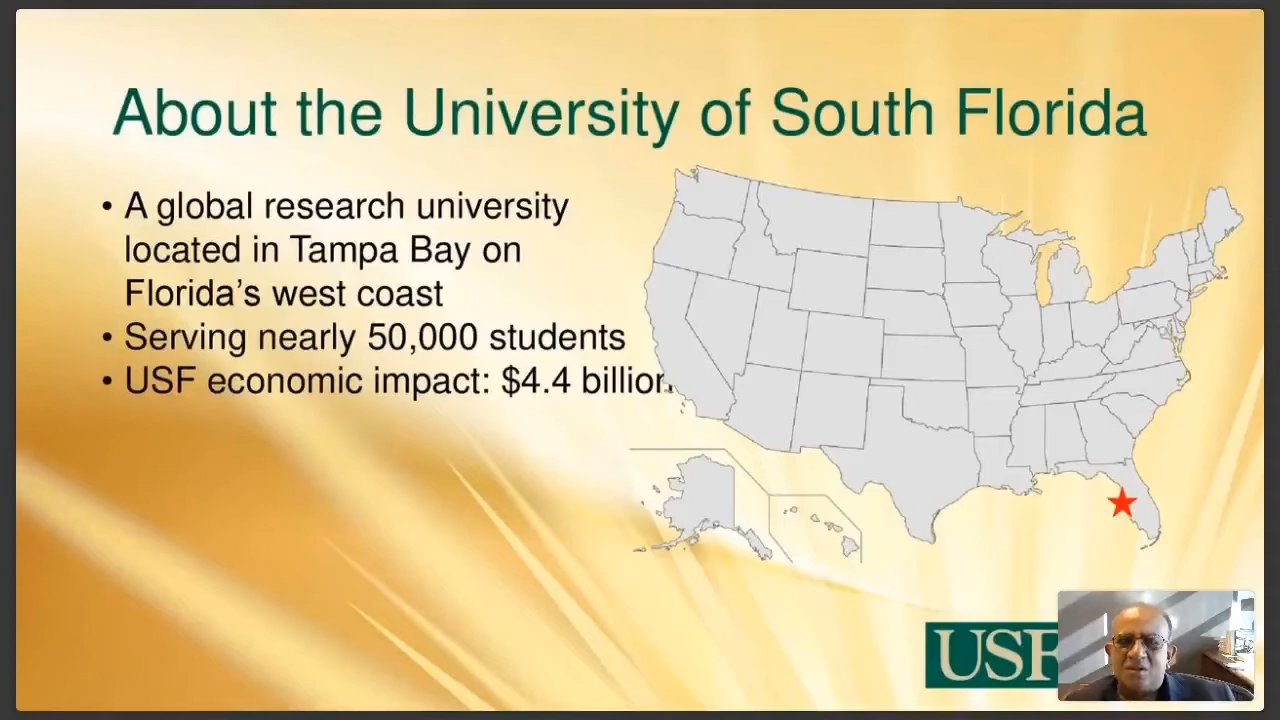 About the University of South Florida
• A global research university
located in Tampa Bay on
Florida’s west coast
• Serving nearly 50,000 students
• USF economic impact: $4.4 billion
USF